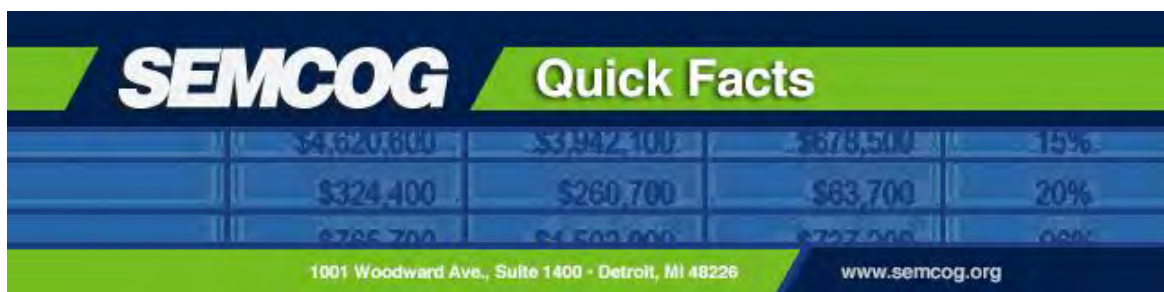 SEMCOG Quick Facts
$4,620,600 $3,942,100 $678,500 15%
$324,400 $260,700 $63,700 20%
1001 Woodward Ave., Suite 1400 - Detroit, MI 48226 www.semcog.org